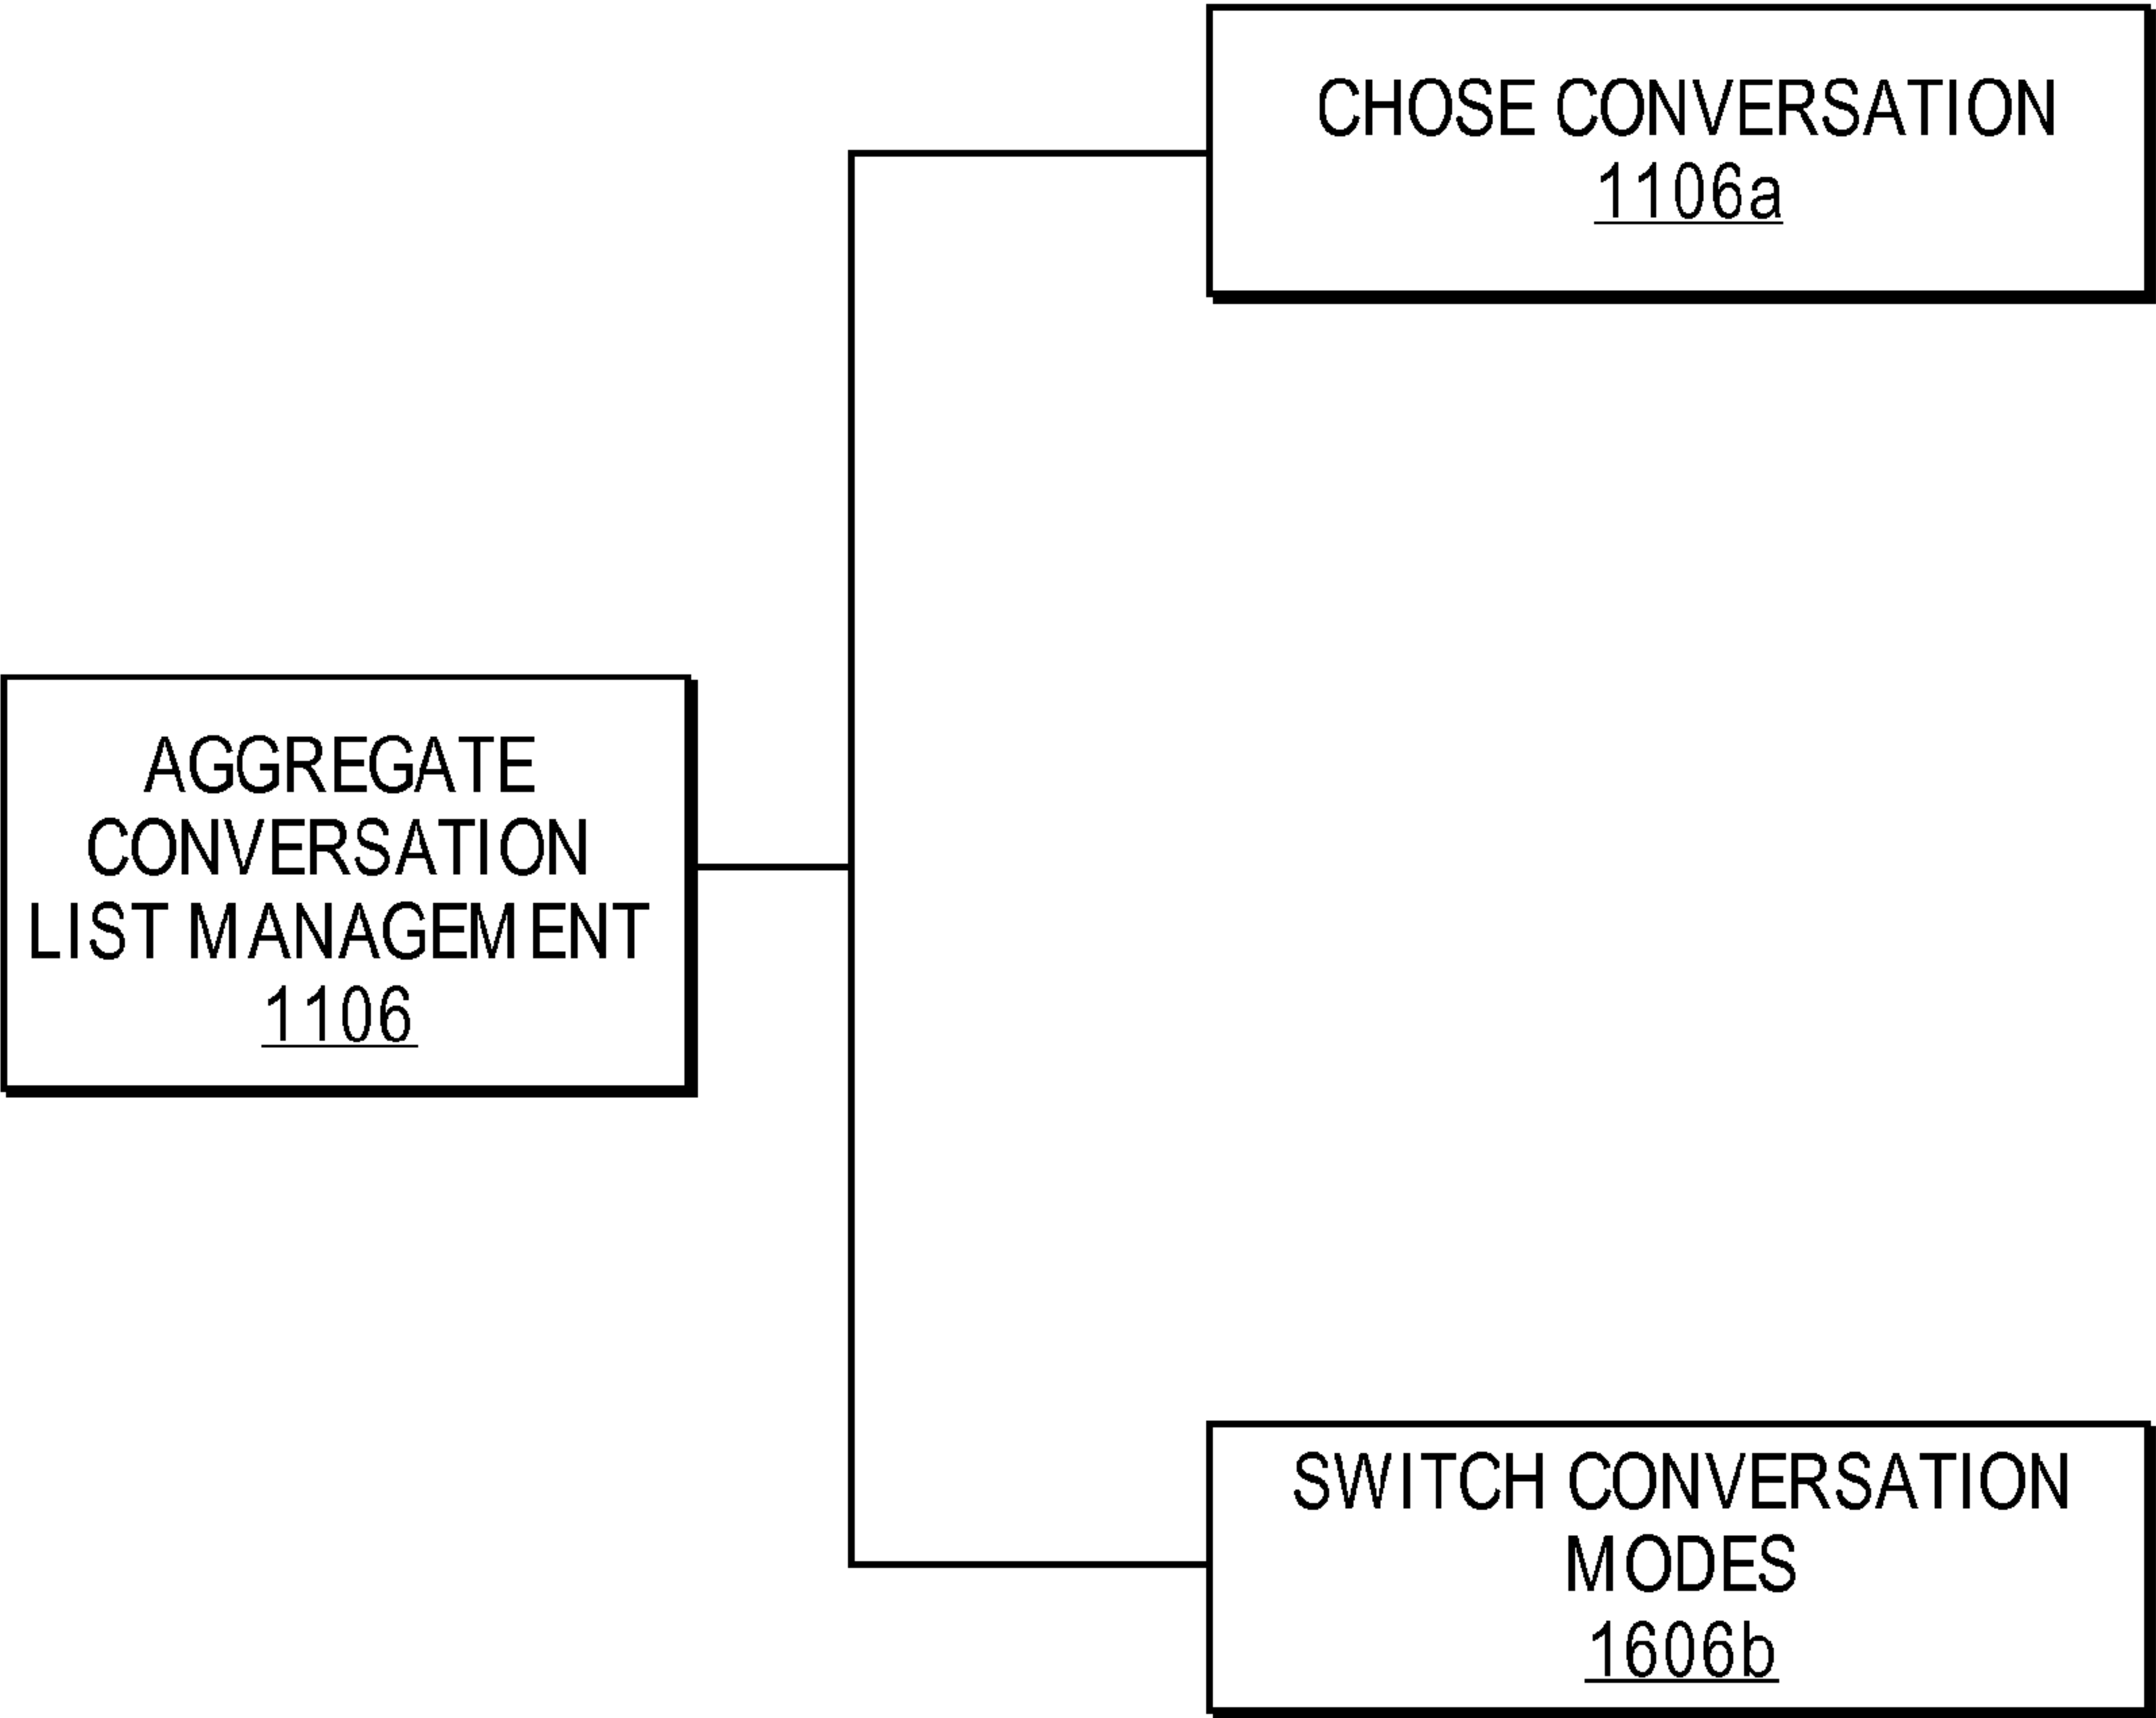 CHOSE CONVERSATION
1106a
AGGREGATE
CONVERSATION
LIST MANAGEMENT
1106
SWITCH CONVERSATION
MODES
1606b